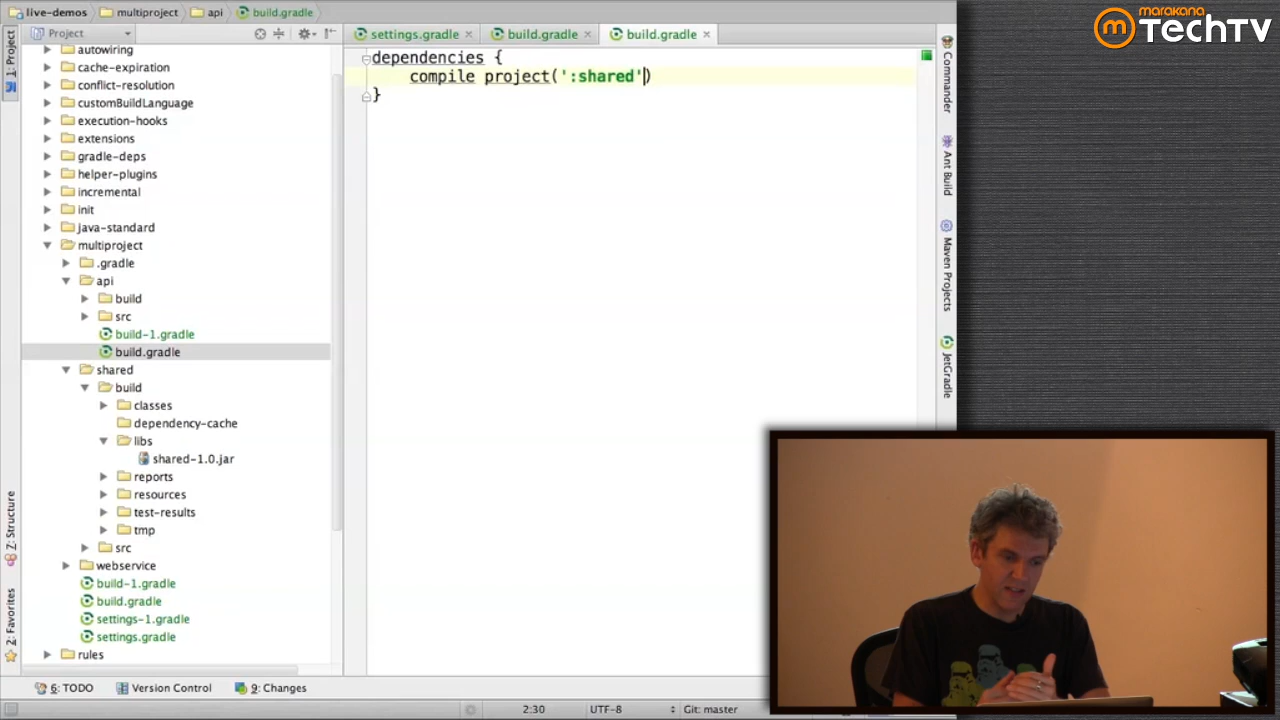 live-demos
multiproject
api
build.gradle
marakana
TechTV
1: Project
Project
settings.gradle
build.gradle
build.gradle
autowiring
cache-expiration
conflict-resolution
customBuildLanguage
execution-hooks
extensions
gradle-deps
helper-plugins
incremental
init
java-standard
multiproject
.gradle
api
build
src
build-1.gradle
build.gradle
shared
build
classes
dependency-cache
libs
shared-1.0.jar
reports
resources
test-results
tmp
src
webservice
build-1.gradle
build.gradle
settings-1.gradle
settings.gradle
rules
dependencies {
compile project(':shared')
}
Commander
Ant Build
Maven Projects
JetGradle
Z: Structure
2: Favorites
6: TODO
Version Control
9: Changes
2:30
UTF-8
Git: master